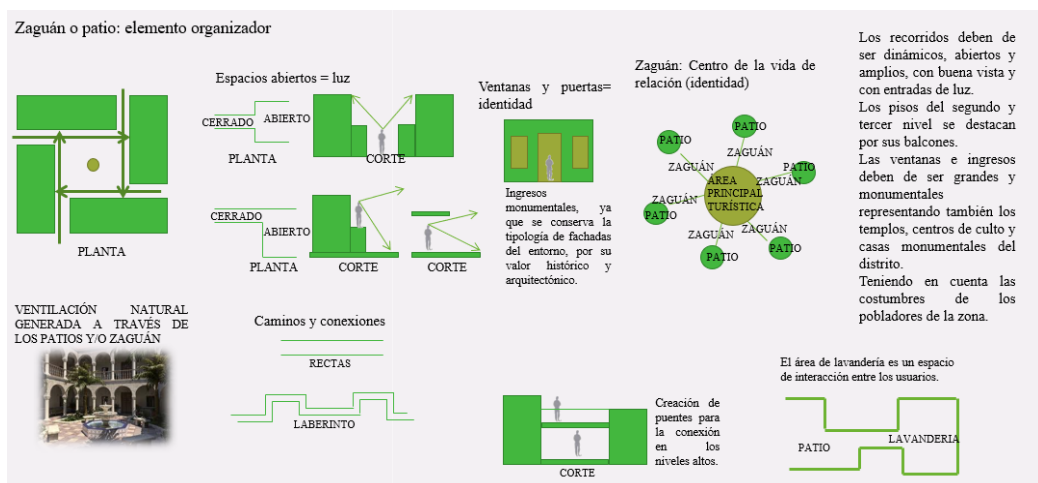 Zaguán o patio: elemento organizador
PLANTA
Espacios abiertos = luz
CERRADO
ABIERTO
PLANTA
CORTE
CERRADO
ABIERTO
PLANTA
CORTE
CORTE
Ventanas y puertas=
identidad
Ingresos
monumentales, ya
que se conserva la
tipología de fachadas
del entorno, por su
valor histórico y
arquitectónico.
Zaguán: Centro de la vida de
relación (identidad)
PATIO
PATIO
ZAGUÁN
ZAGUÁN
PATIO
ZAGUÁN
ÁREA
PRINCIPAL
TURÍSTICA
ZAGUÁN
PATIO
ZAGUÁN
ZAGUÁN
PATIO
PATIO
Los recorridos deben de
ser dinámicos, abiertos y
amplios, con buena vista y
con entradas de luz.
Los pisos del segundo y
tercer nivel se destacan
por sus balcones.
Las ventanas e ingresos
deben de ser grandes y
monumentales
representando también los
templos, centros de culto y
casas monumentales del
distrito.
Teniendo en cuenta las
costumbres de los
pobladores de la zona.
VENTILACIÓN NATURAL
GENERADA A TRAVÉS DE
LOS PATIOS Y/O ZAGUÁN
Caminos y conexiones
RECTAS
LABERINTO
CORTE
Creación de
puentes para
la conexión
en los
niveles altos.
El área de lavandería es un espacio
de interacción entre los usuarios.
PATIO
LAVANDERIA